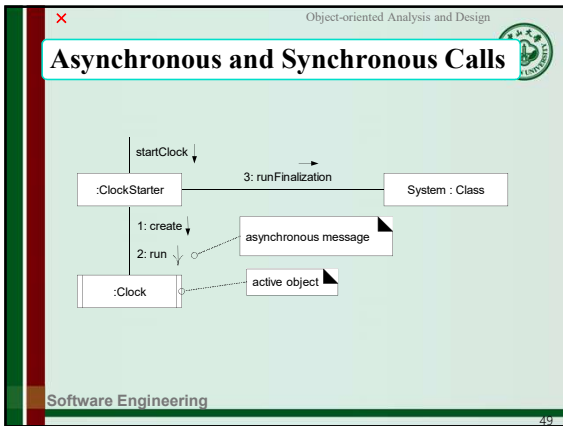 Object-oriented Analysis and Design
Asynchronous and Synchronous Calls
startClock
:ClockStarter
3: runFinalization
System : Class
1: create
asynchronous message
2: run
active object
:Clock
Software Engineering
49